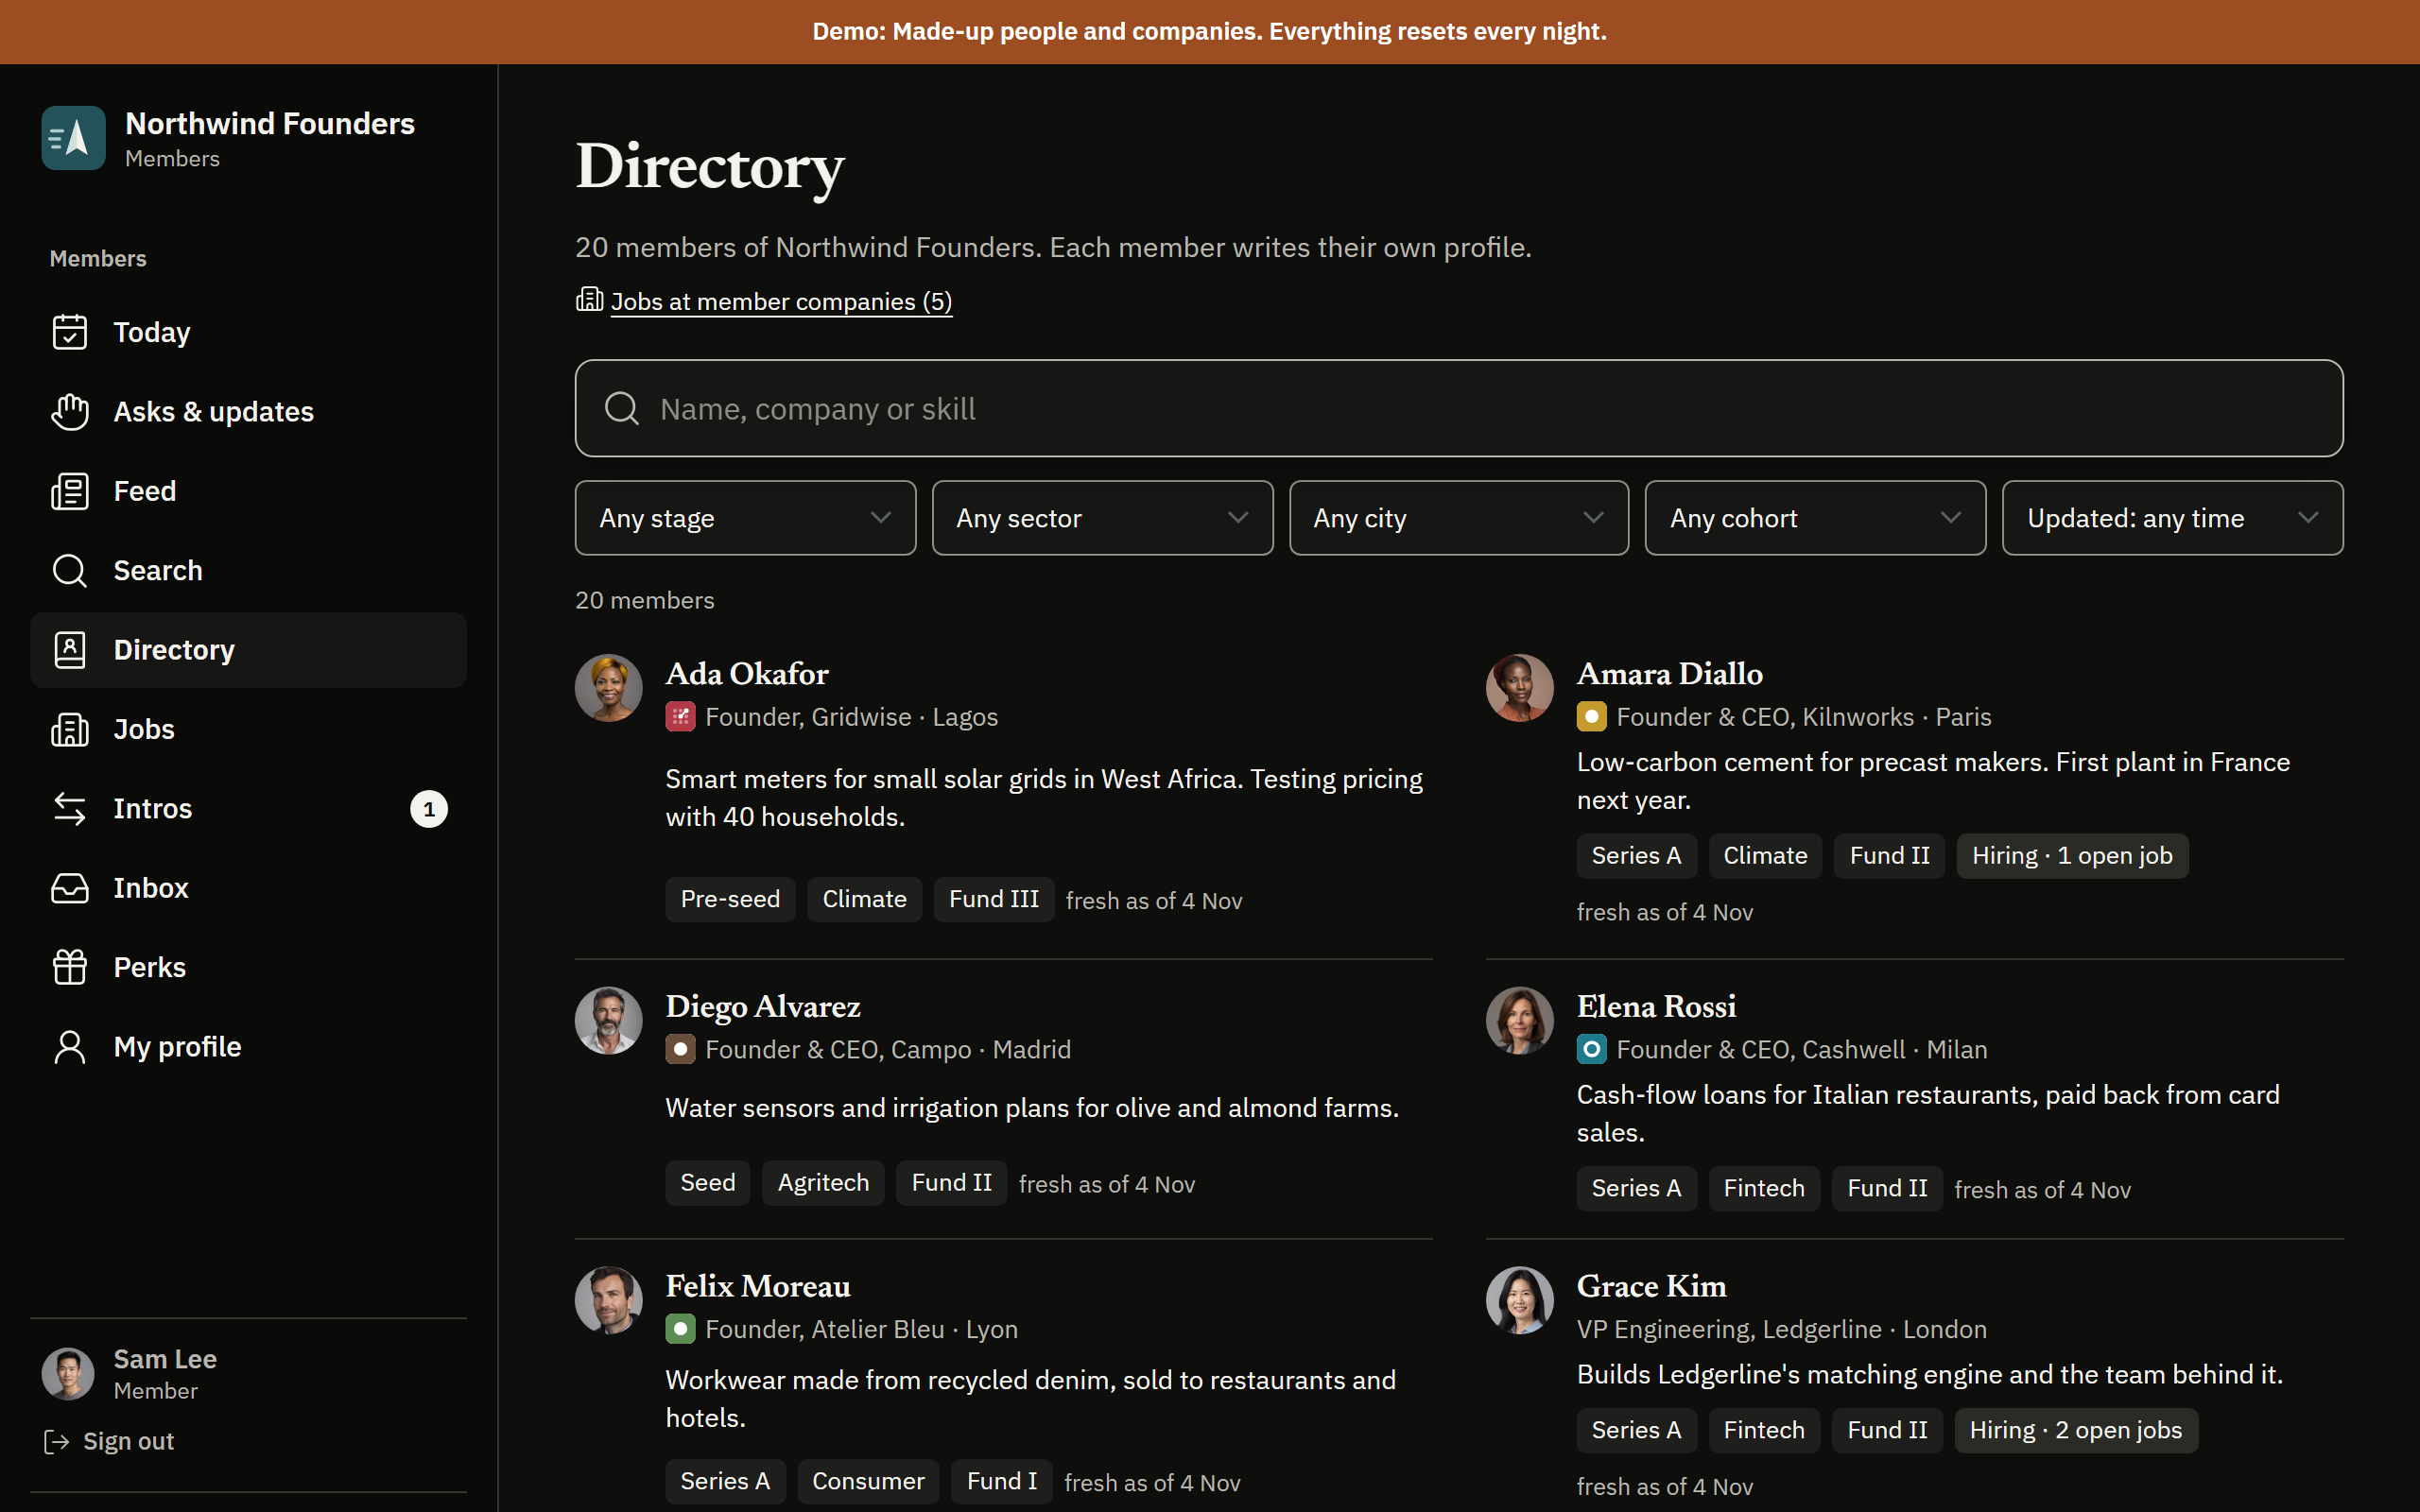 Demo: Made-up people and companies. Everything resets every night.
Northwind Founders
Members
Members
Today
Asks & updates
Feed
Search
Directory
Jobs
Intros
1
Inbox
Perks
My profile
Sam Lee
Member
Sign out
Directory
20 members of Northwind Founders. Each member writes their own profile.
Jobs at member companies (5)
Name, company or skill
Any stage
Any sector
Any city
Any cohort
Updated: any time
20 members
Ada Okafor
Founder, Gridwise · Lagos
Smart meters for small solar grids in West Africa. Testing pricing
with 40 households.
Pre-seed
Climate
Fund III
fresh as of 4 Nov
Amara Diallo
Founder & CEO, Kilnworks · Paris
Low-carbon cement for precast makers. First plant in France
next year.
Series A
Climate
Fund II
Hiring · 1 open job
fresh as of 4 Nov
Diego Alvarez
Founder & CEO, Campo · Madrid
Water sensors and irrigation plans for olive and almond farms.
Seed
Agritech
Fund II
fresh as of 4 Nov
Elena Rossi
Founder & CEO, Cashwell · Milan
Cash-flow loans for Italian restaurants, paid back from card
sales.
Series A
Fintech
Fund II
fresh as of 4 Nov
Felix Moreau
Founder, Atelier Bleu · Lyon
Workwear made from recycled denim, sold to restaurants and
hotels.
Series A
Consumer
Fund I
fresh as of 4 Nov
Grace Kim
VP Engineering, Ledgerline · London
Builds Ledgerline's matching engine and the team behind it.
Series A
Fintech
Fund II
Hiring · 2 open jobs
fresh as of 4 Nov